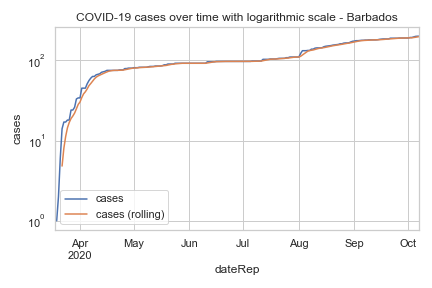 COVID-19 cases over time with logarithmic scale - Barbados
10²
10¹
10⁰
cases
cases
cases (rolling)
Apr May Jun Jul Aug Sep Oct
2020
dateRep